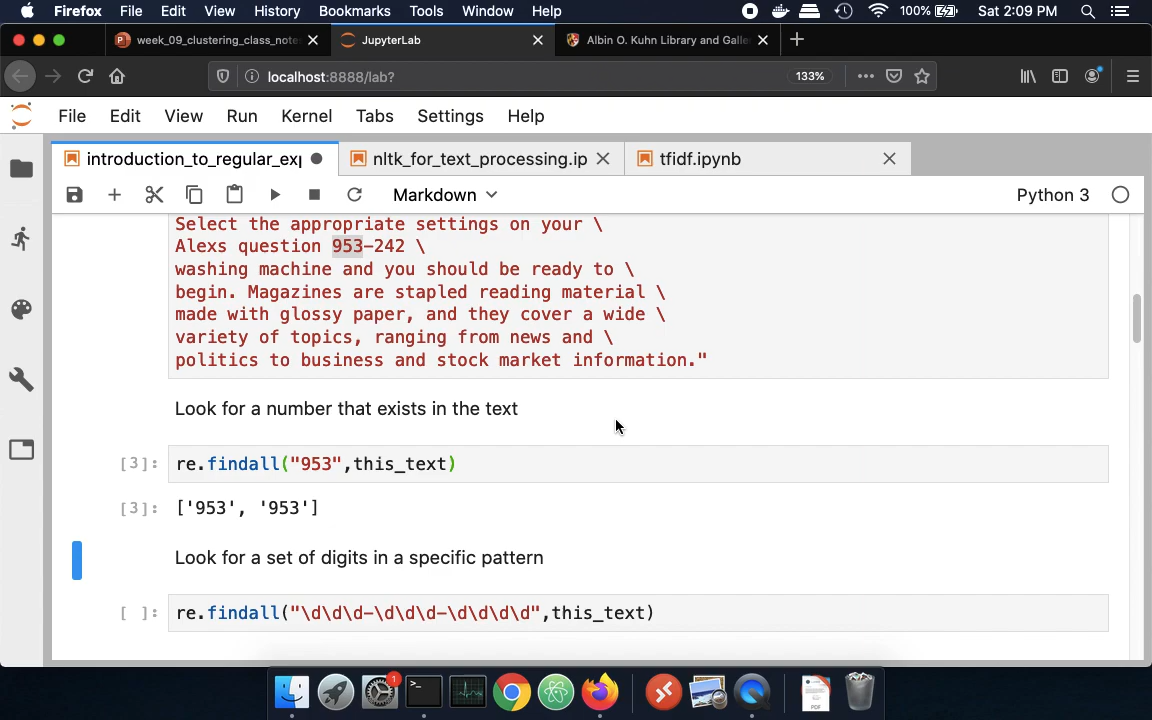 Firefox File Edit View History Bookmarks Tools Window Help 100% Sat 2:09 PM
week_09_clustering_class_note JupyterLab Albin O. Kuhn Library and Galle
localhost:8888/lab? 133%
File Edit View Run Kernel Tabs Settings Help
introduction_to_regular_exp nltk_for_text_processing.ip tfidf.ipynb
Markdown Python 3
Select the appropriate settings on your \
Alexs question 953-242 \
washing machine and you should be ready to \
begin. Magazines are stapled reading material \
made with glossy paper, and they cover a wide \
variety of topics, ranging from news and \
politics to business and stock market information."
Look for a number that exists in the text
[3]: re.findall("953",this_text)
[3]: ['953', '953']
Look for a set of digits in a specific pattern
[ ]: re.findall("\d\d\d-\d\d\d-\d\d\d\d",this_text)
1
PDF